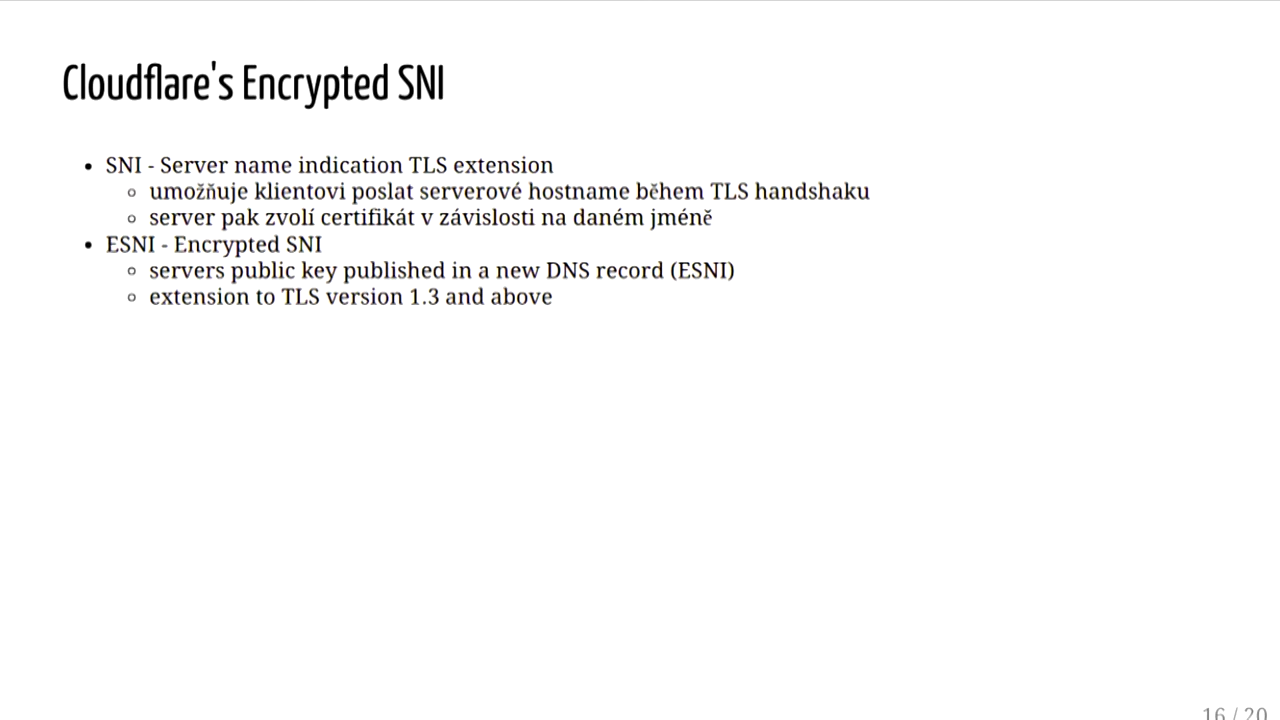 Cloudflare's Encrypted SNI
• SNI - Server name indication TLS extension
◦ umožňuje klientovi poslat serverové hostname během TLS handshaku
◦ server pak zvolí certifikát v závislosti na daném jméně
• ESNI - Encrypted SNI
◦ servers public key published in a new DNS record (ESNI)
◦ extension to TLS version 1.3 and above
16 / 20